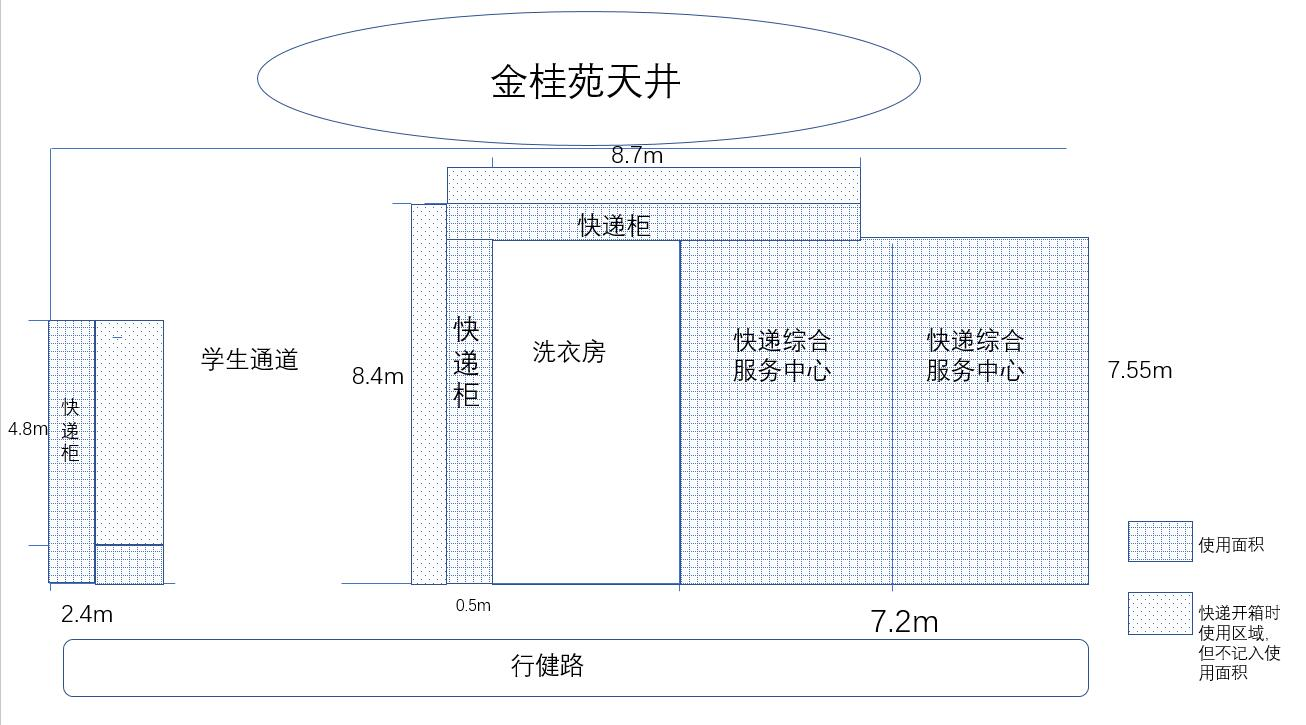 金桂苑天井
8.7m
快递柜
快
递
柜
洗衣房
快递综合
服务中心
快递综合
服务中心
学生通道
8.4m
7.55m
快
递
柜
4.8m
使用面积
2.4m
0.5m
7.2m
快递开箱时
使用区域,
但不记入使
用面积
行健路